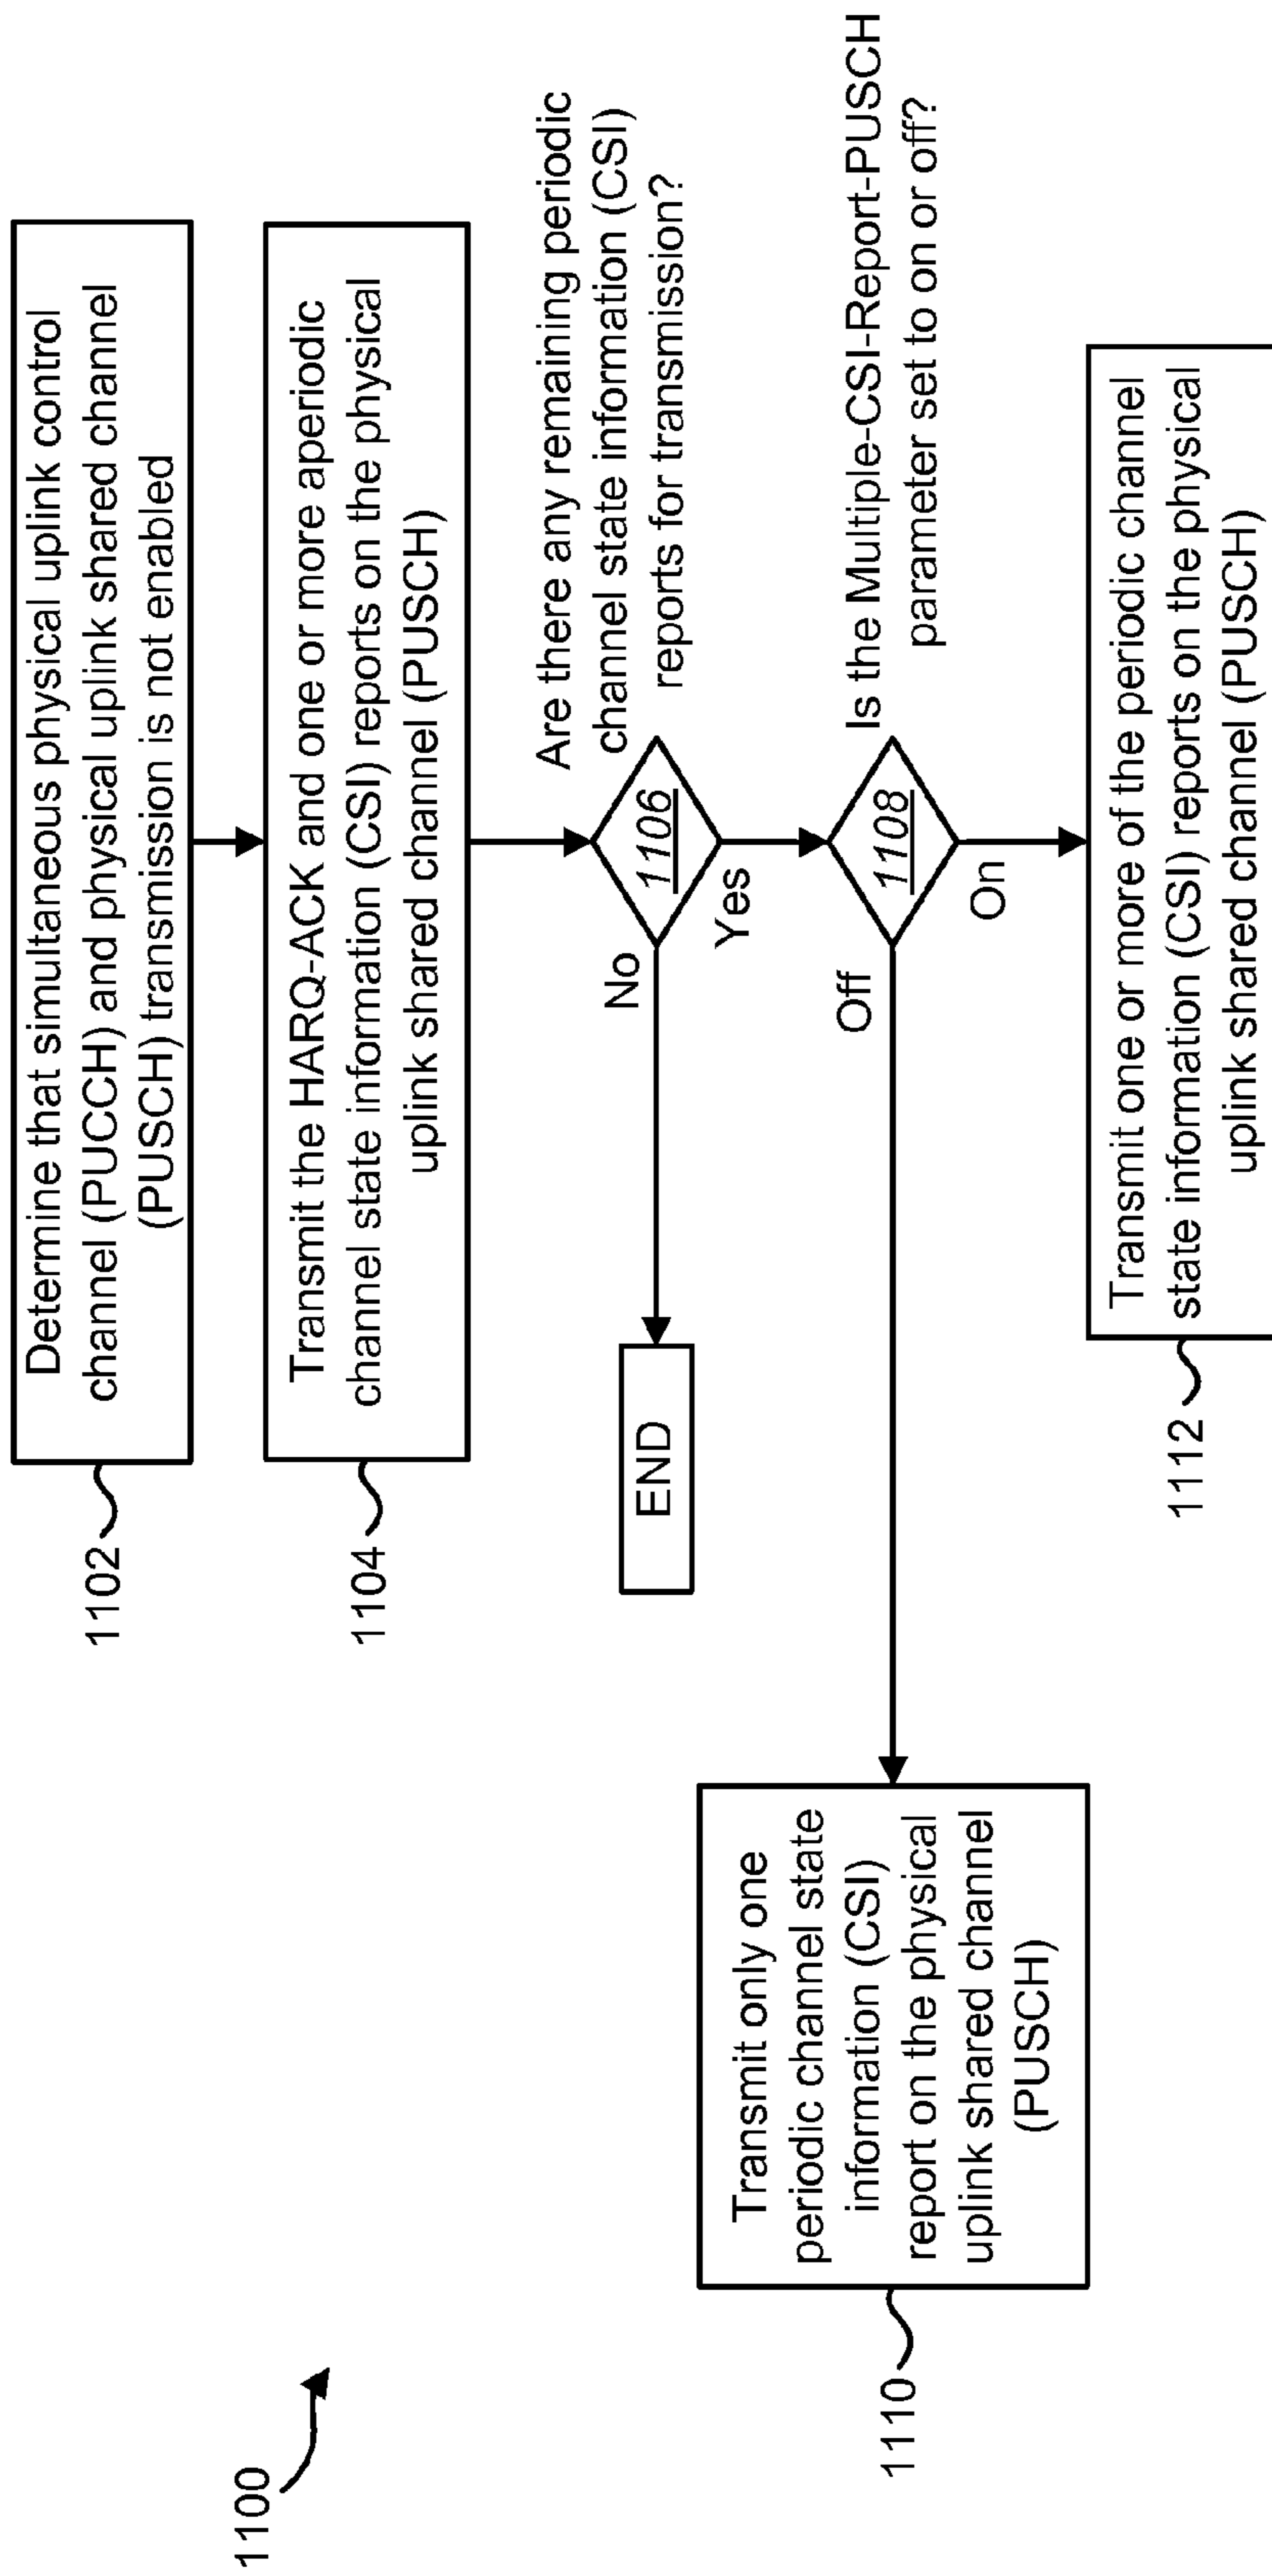 1100
1102
Determine that simultaneous physical uplink control
channel (PUCCH) and physical uplink shared channel
(PUSCH) transmission is not enabled
1104
Transmit the HARQ-ACK and one or more aperiodic
channel state information (CSI) reports on the physical
uplink shared channel (PUSCH)
Are there any remaining periodic
channel state information (CSI)
reports for transmission?
1106
No
END
Yes
Is the Multiple-CSI-Report-PUSCH
parameter set to on or off?
1108
Off
On
1110
Transmit only one
periodic channel state
information (CSI)
report on the physical
uplink shared channel
(PUSCH)
1112
Transmit one or more of the periodic channel
state information (CSI) reports on the physical
uplink shared channel (PUSCH)